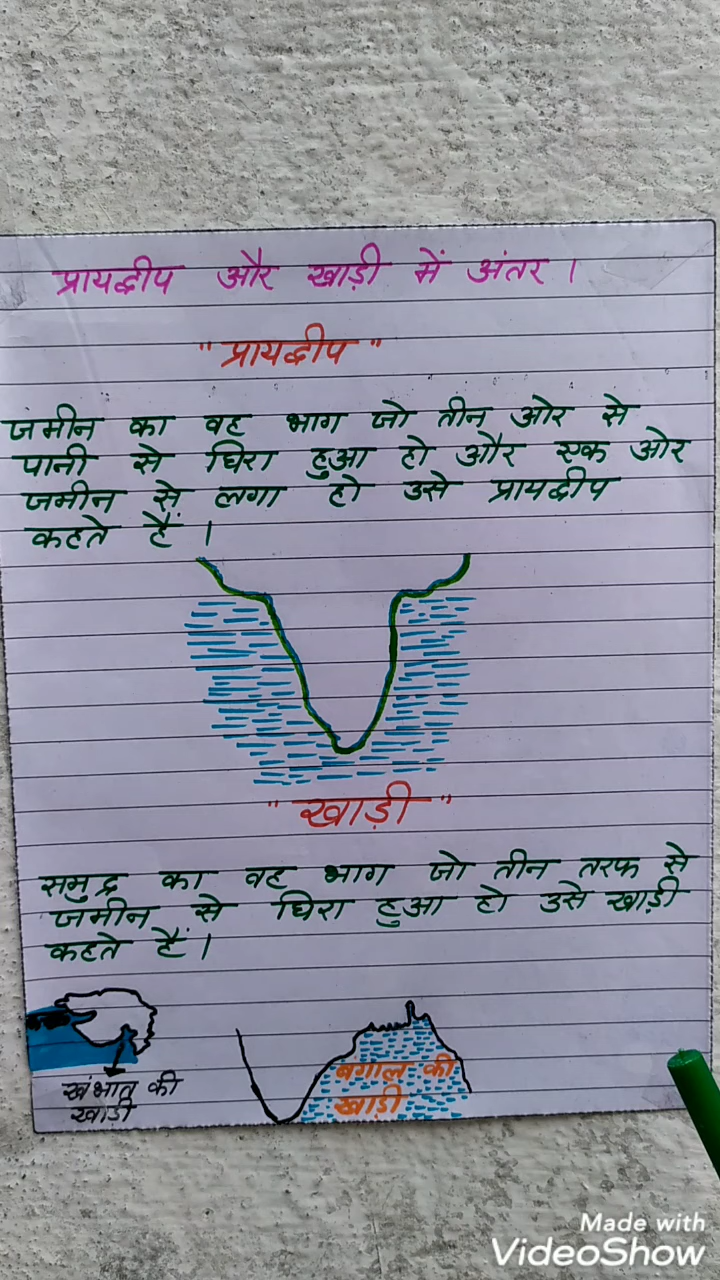 प्रायद्वीप और खाड़ी में अंतर ।
" प्रायद्वीप "
जमीन का वह भाग जो तीन ओर से
पानी से घिरा हुआ हो और एक ओर
जमीन से लगा हो उसे प्रायद्वीप
कहते हैं ।
" खाड़ी "
समुद्र का वह भाग जो तीन तरफ से
जमीन से घिरा हुआ हो उसे खाड़ी
कहते हैं ।
खंभात की
खाड़ी
बंगाल की
खाड़ी
Made with
VideoShow